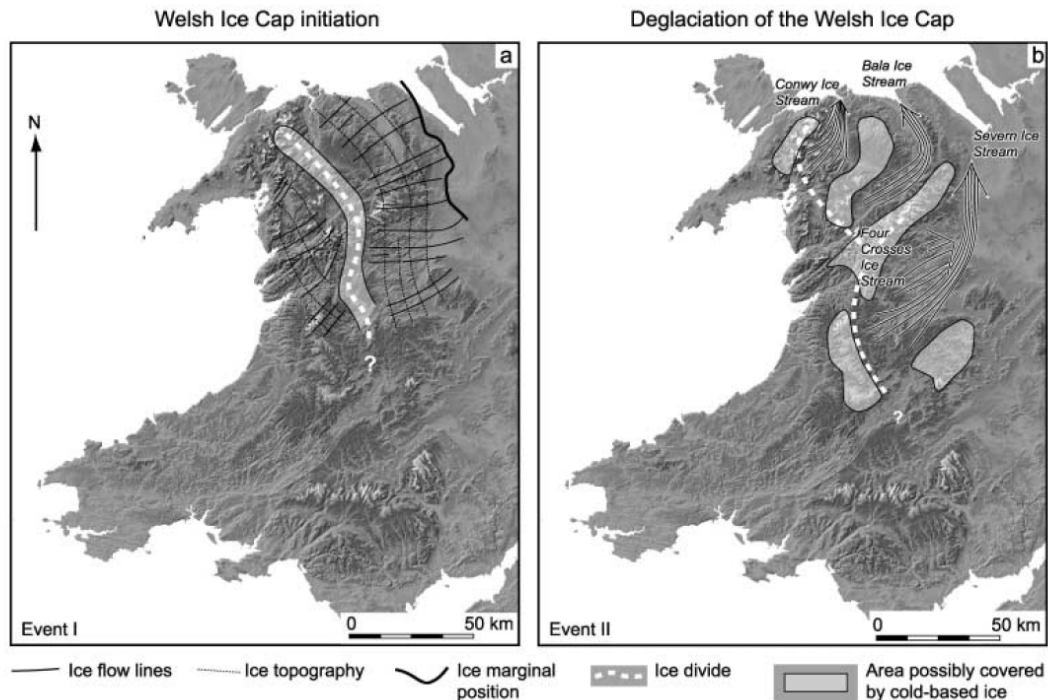 Welsh Ice Cap initiation
Deglaciation of the Welsh Ice Cap
a
N
?
0 50 km
Event I
b
Conwy Ice
Stream
Bala Ice
Stream
Severn Ice
Stream
Four
Crosses
Ice
Stream
?
0 50 km
Event II
Ice flow lines
Ice topography
Ice marginal
position
Ice divide
Area possibly covered
by cold-based ice